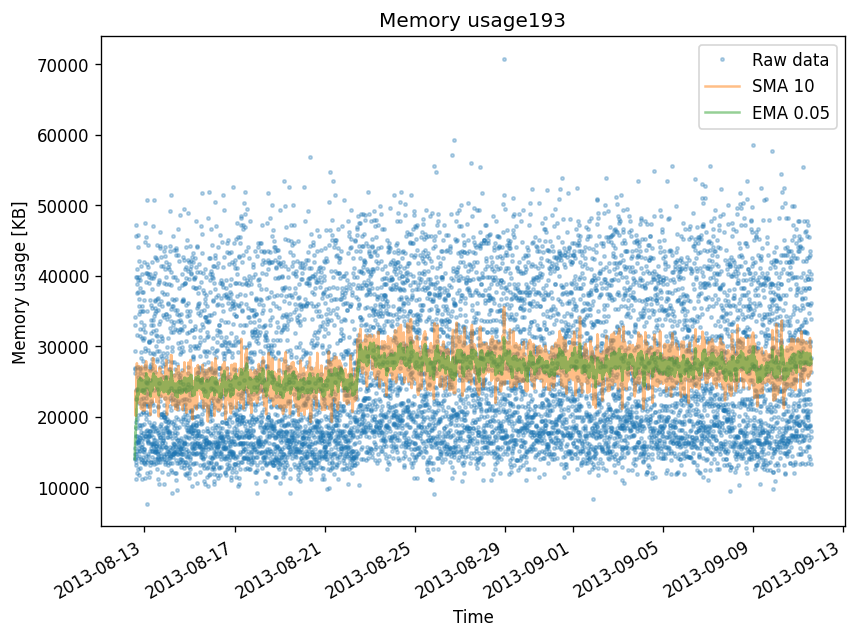 Memory usage193
Raw data
SMA 10
EMA 0.05
Memory usage [KB]
70000
60000
50000
40000
30000
20000
10000
2013-08-13
2013-08-17
2013-08-21
2013-08-25
2013-08-29
2013-09-01
2013-09-05
2013-09-09
2013-09-13
Time